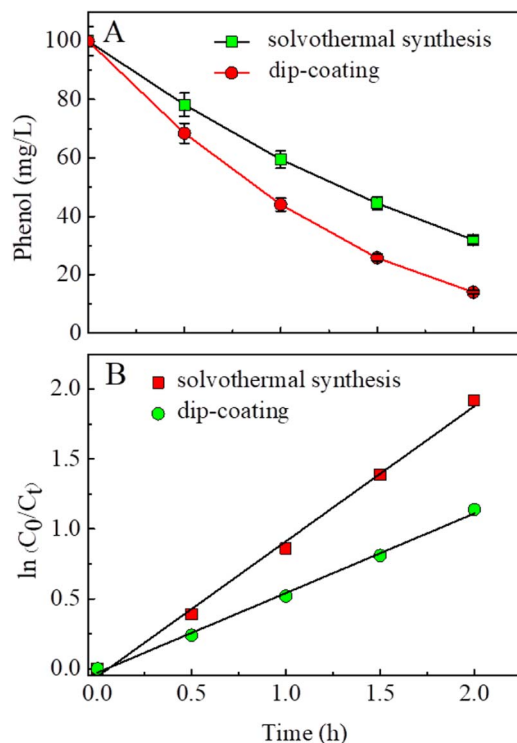 A
solvothermal synthesis
dip-coating
Phenol (mg/L)
100
80
60
40
20
0
B
solvothermal synthesis
dip-coating
ln (C0/Ct)
2.0
1.5
1.0
0.5
0.0
0.0 0.5 1.0 1.5 2.0
Time (h)